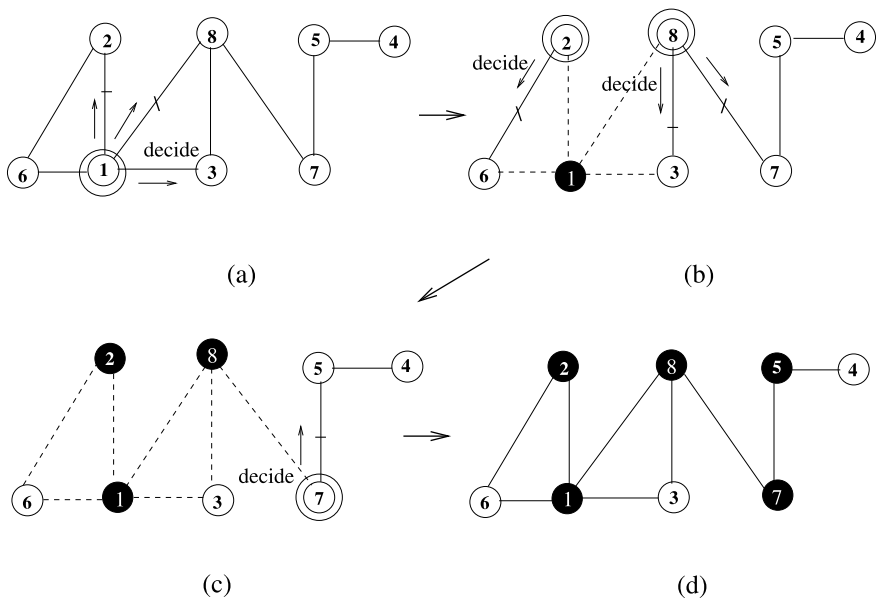 2 8 5 4
decide
6 1 3 7
(a)
2 8 5 4
decide decide
6 1 3 7
(b)
2 8 5 4
decide
6 1 3 7
(c)
2 8 5 4
6 1 3 7
(d)